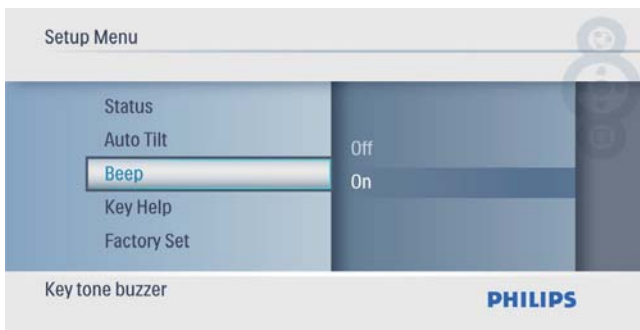 Setup Menu
Status
Auto Tilt
Beep
Key Help
Factory Set
Off
On
Key tone buzzer
PHILIPS